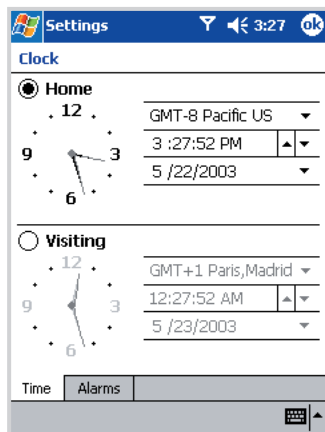 Settings 3:27 ok
Clock
Home
12
9 3
6
GMT-8 Pacific US
3 :27:52 PM
5 /22/2003
Visiting
12
9 3
6
GMT+1 Paris,Madrid
12:27:52 AM
5 /23/2003
Time Alarms